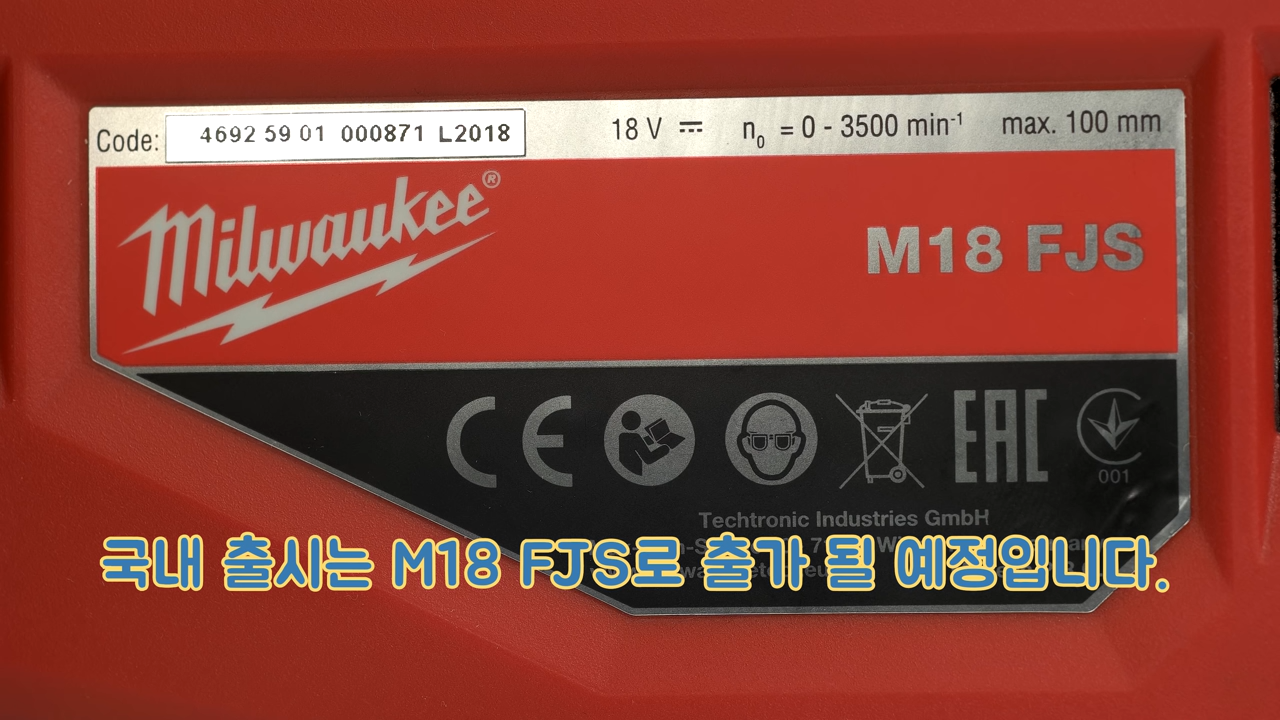 Code: 4692 59 01 000871 L2018 18 V n₀ = 0 - 3500 min⁻¹ max. 100 mm
Milwaukee®
M18 FJS
CE EAC
001
Techtronic Industries GmbH
국내 출시는 M18 FJS로 출가 될 예정입니다.